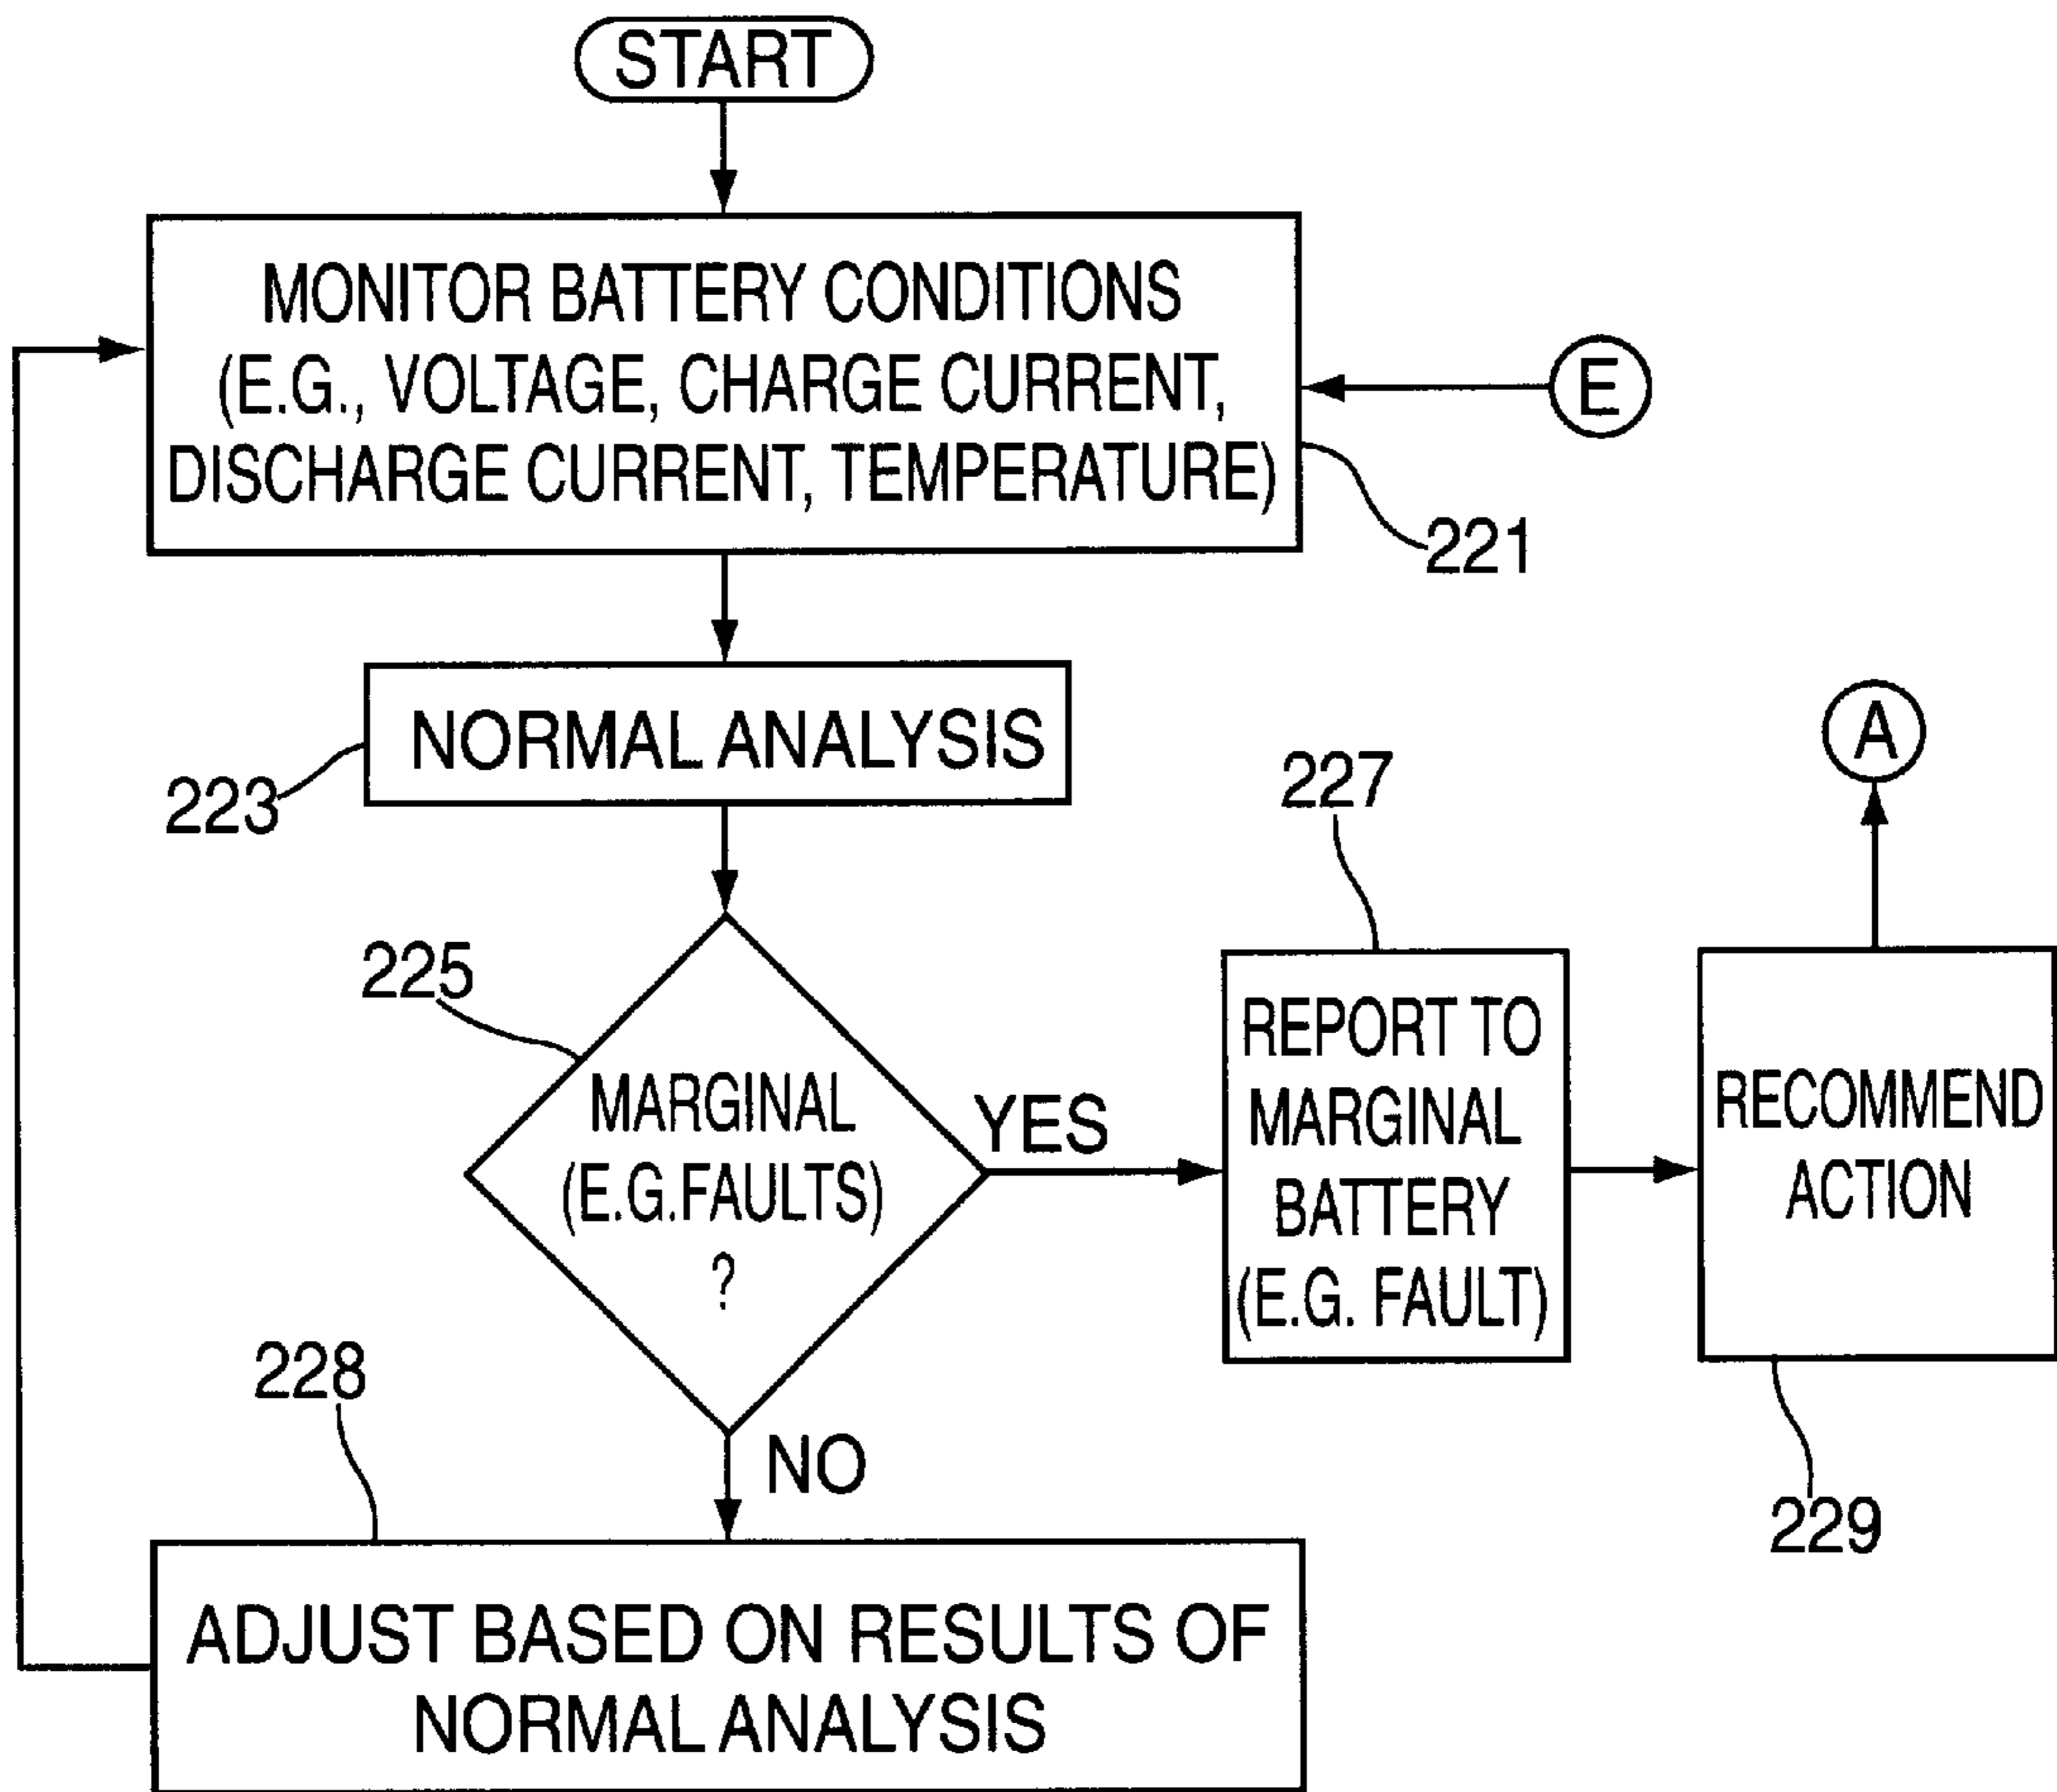 START
MONITOR BATTERY CONDITIONS
(E.G., VOLTAGE, CHARGE CURRENT,
DISCHARGE CURRENT, TEMPERATURE)
E
221
NORMAL ANALYSIS
223
A
227
225
MARGINAL
(E.G.FAULTS)
?
YES
REPORT TO
MARGINAL
BATTERY
(E.G. FAULT)
RECOMMEND
ACTION
229
NO
228
ADJUST BASED ON RESULTS OF
NORMAL ANALYSIS